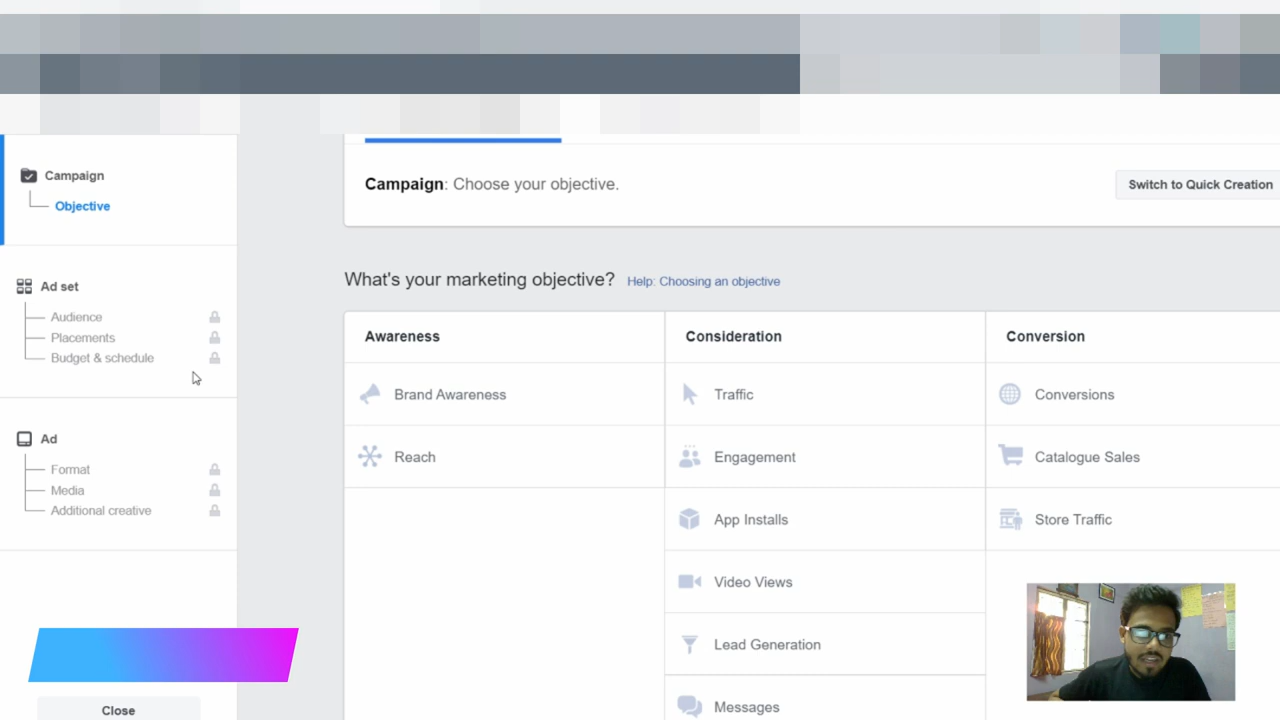 Campaign
Objective
Ad set
Audience
Placements
Budget & schedule
Ad
Format
Media
Additional creative
Close
Campaign: Choose your objective.
Switch to Quick Creation
What's your marketing objective? Help: Choosing an objective
Awareness
Brand Awareness
Reach
Consideration
Traffic
Engagement
App Installs
Video Views
Lead Generation
Messages
Conversion
Conversions
Catalogue Sales
Store Traffic